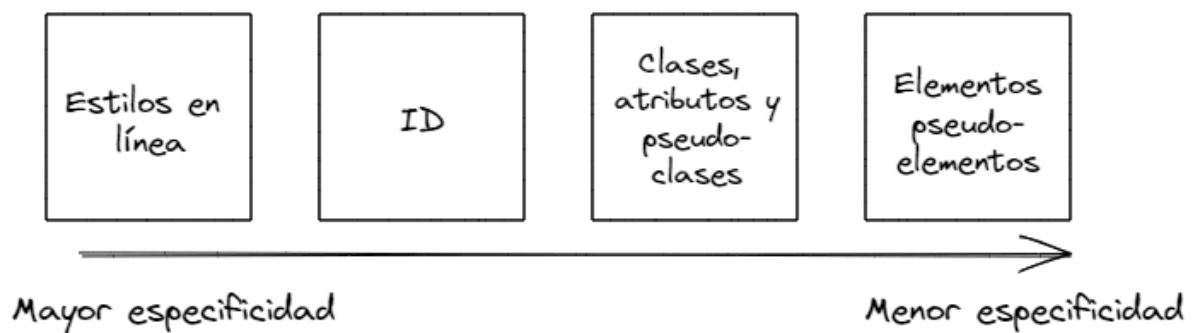 Estilos en
línea
ID
Clases,
atributos y
pseudo-
clases
Elementos
pseudo-
elementos
Mayor especificidad
Menor especificidad